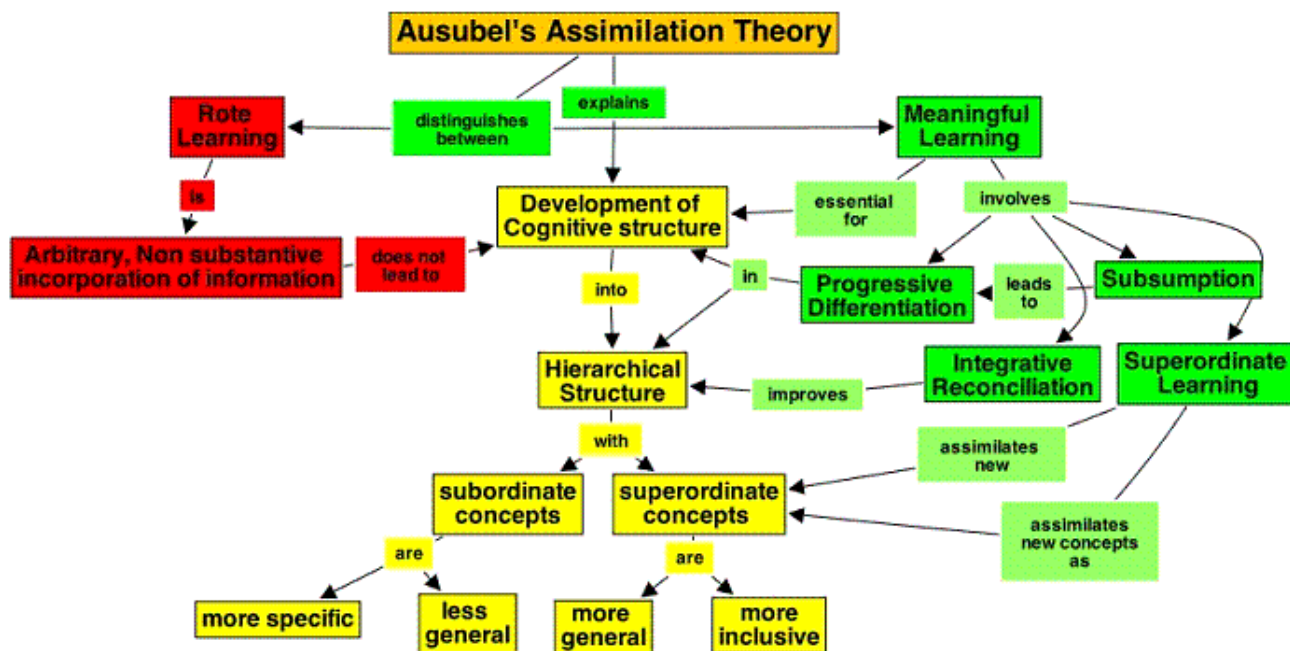 Ausubel's Assimilation Theory
Rote
Learning
distinguishes
between
explains
Meaningful
Learning
is
essential
for
involves
Development of
Cognitive structure
Arbitrary, Non substantive
incorporation of information
does not
lead to
into
in
Progressive
Differentiation
leads
to
Subsumption
Hierarchical
Structure
improves
Integrative
Reconciliation
Superordinate
Learning
with
assimilates
new
subordinate
concepts
superordinate
concepts
assimilates
new concepts
as
are
are
more specific
less
general
more
general
more
inclusive